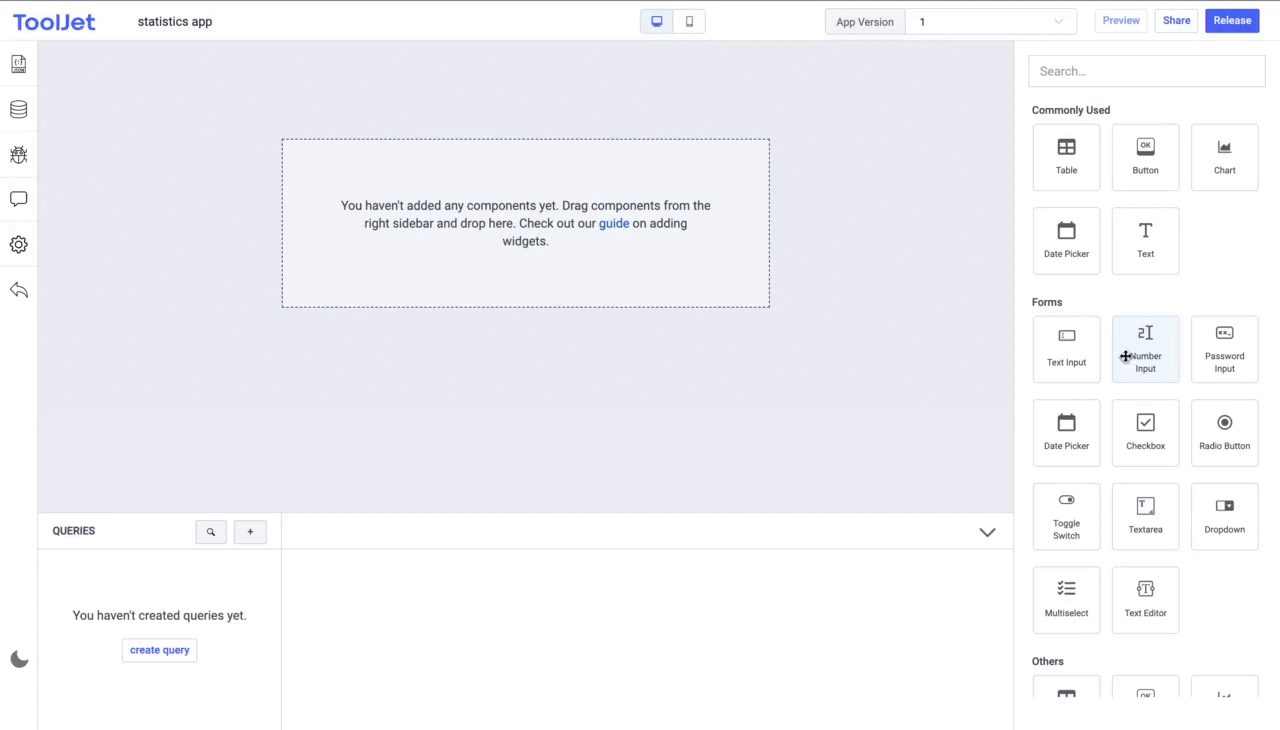 ToolJet
statistics app
App Version
1
Preview
Share
Release
Search...
Commonly Used
Table
OK
Button
Chart
Date Picker
Text
Forms
Text Input
Number
Input
Password
Input
Date Picker
Checkbox
Radio Button
Toggle
Switch
Textarea
Dropdown
Multiselect
Text Editor
Others
OK
You haven't added any components yet. Drag components from the
right sidebar and drop here. Check out our guide on adding
widgets.
QUERIES
+
You haven't created queries yet.
create query